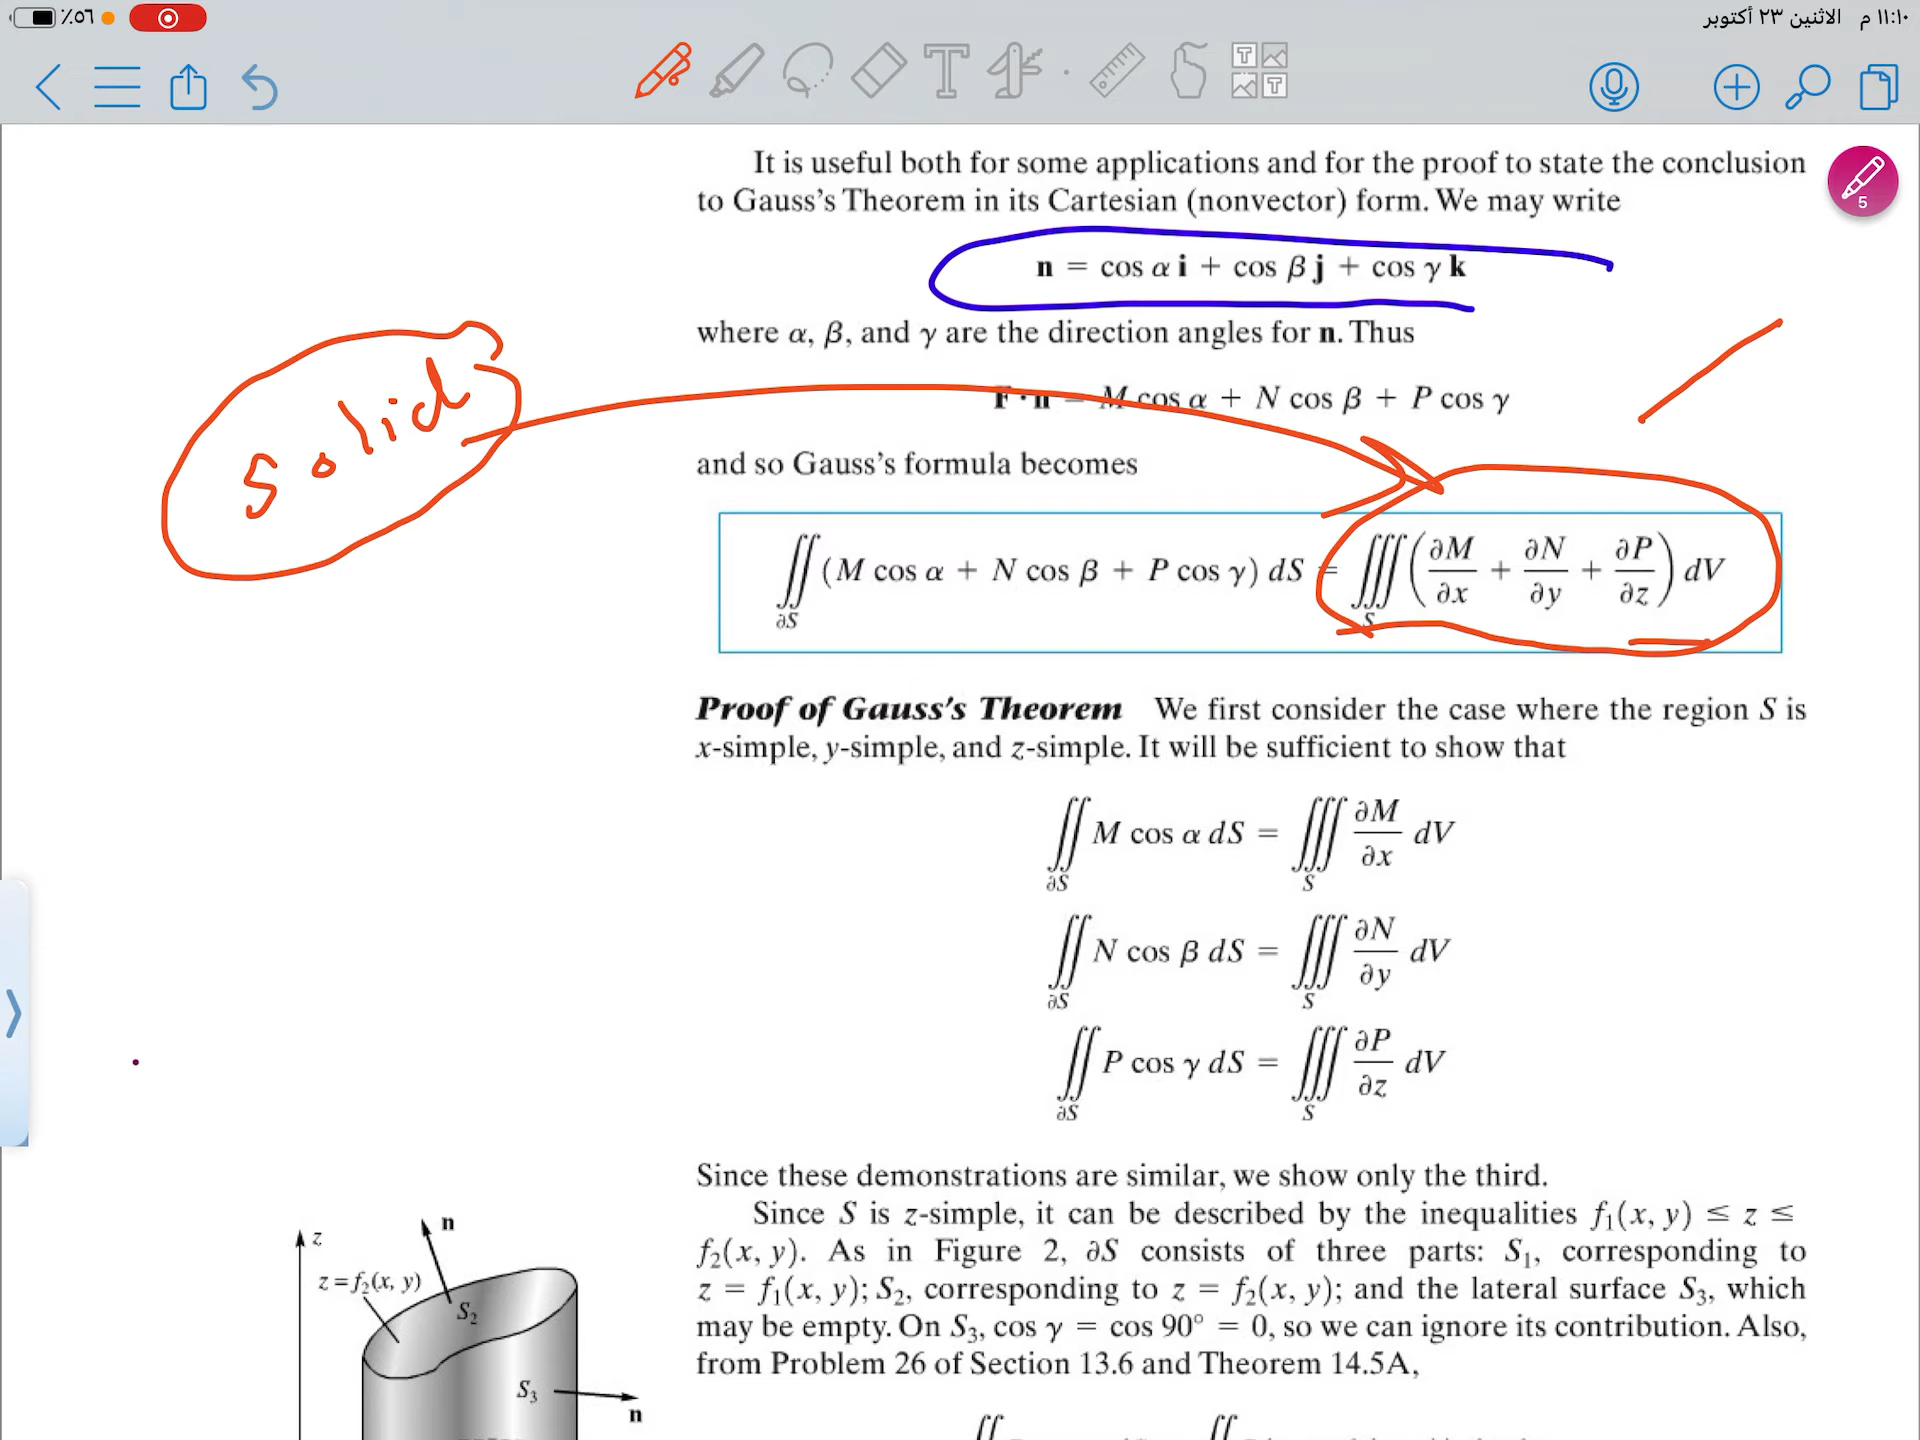 ٪٥٦
١١:١٠ م الاثنين ٢٣ أكتوبر
5
It is useful both for some applications and for the proof to state the conclusion
to Gauss's Theorem in its Cartesian (nonvector) form. We may write
n = cos α i + cos β j + cos γ k
where α, β, and γ are the direction angles for n. Thus
Solid
F · n = M cos α + N cos β + P cos γ
and so Gauss's formula becomes
∬∂S (M cos α + N cos β + P cos γ) dS = ∭S (∂M/∂x + ∂N/∂y + ∂P/∂z) dV
Proof of Gauss's Theorem We first consider the case where the region S is
x-simple, y-simple, and z-simple. It will be sufficient to show that
∬∂S M cos α dS = ∭S ∂M/∂x dV
∬∂S N cos β dS = ∭S ∂N/∂y dV
∬∂S P cos γ dS = ∭S ∂P/∂z dV
Since these demonstrations are similar, we show only the third.
Since S is z-simple, it can be described by the inequalities f₁(x, y) ≤ z ≤
f₂(x, y). As in Figure 2, ∂S consists of three parts: S₁, corresponding to
z = f₁(x, y); S₂, corresponding to z = f₂(x, y); and the lateral surface S₃, which
may be empty. On S₃, cos γ = cos 90° = 0, so we can ignore its contribution. Also,
from Problem 26 of Section 13.6 and Theorem 14.5A,
n
z
z = f₂(x, y)
S₂
S₃
n